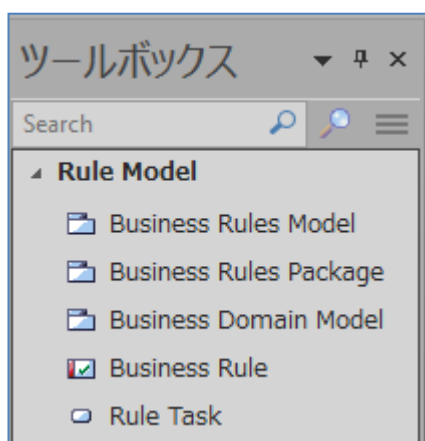 ツールボックス
Search
Rule Model
Business Rules Model
Business Rules Package
Business Domain Model
Business Rule
Rule Task